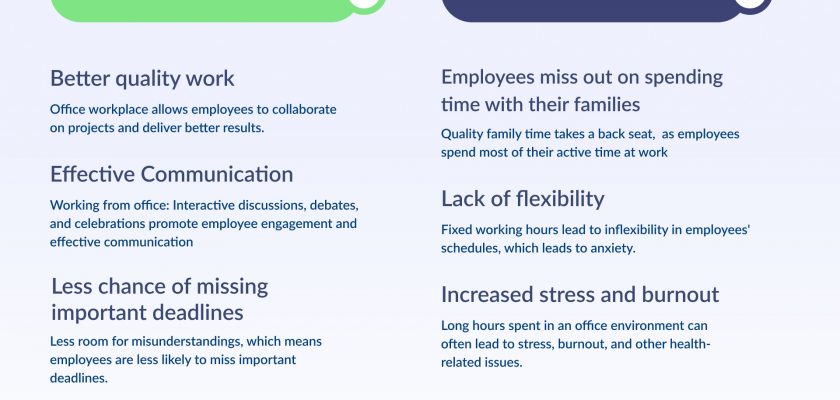 Better quality work
Office workplace allows employees to collaborate
on projects and deliver better results.
Effective Communication
Working from office: Interactive discussions, debates,
and celebrations promote employee engagement and
effective communication
Less chance of missing
important deadlines
Less room for misunderstandings, which means
employees are less likely to miss important
deadlines.
Employees miss out on spending
time with their families
Quality family time takes a back seat,  as employees
spend most of their active time at work
Lack of flexibility
Fixed working hours lead to inflexibility in employees'
schedules, which leads to anxiety.
Increased stress and burnout
Long hours spent in an office environment can
often lead to stress, burnout, and other health-
related issues.